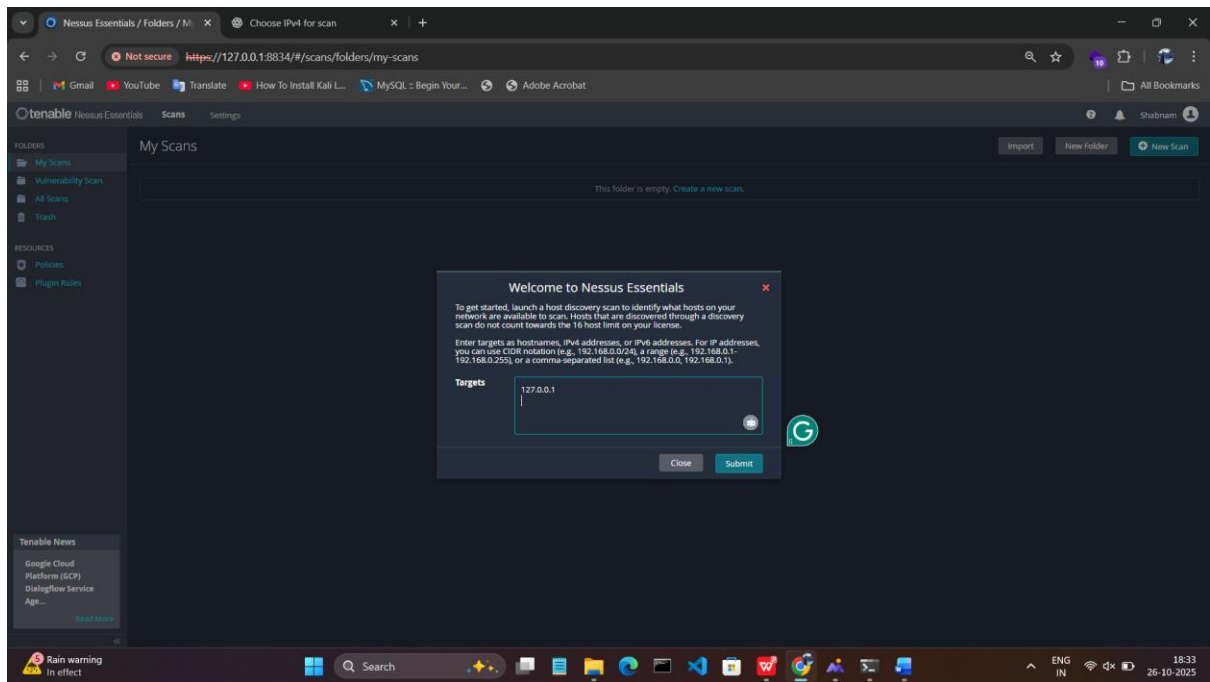 Nessus Essentials / Folders / M
Choose IPv4 for scan
Not secure https://127.0.0.1:8834/#/scans/folders/my-scans
10
Gmail YouTube Translate How To Install Kali L... MySQL :: Begin Your... Adobe Acrobat All Bookmarks
tenable Nessus Essentials Scans Settings Shabnam
FOLDERS
My Scans
Vulnerability Scan
All Scans
Trash
RESOURCES
Policies
Plugin Rules
My Scans
Import New Folder New Scan
This folder is empty. Create a new scan.
Welcome to Nessus Essentials
To get started, launch a host discovery scan to identify what hosts on your
network are available to scan. Hosts that are discovered through a discovery
scan do not count towards the 16 host limit on your license.
Enter targets as hostnames, IPv4 addresses, or IPv6 addresses. For IP addresses,
you can use CIDR notation (e.g., 192.168.0.0/24), a range (e.g., 192.168.0.1-
192.168.0.255), or a comma-separated list (e.g., 192.168.0.0, 192.168.0.1).
Targets
127.0.0.1
G
Close Submit
Tenable News
Google Cloud
Platform (GCP)
Dialogflow Service
Age...
Read More
5
Rain warning
In effect
Search
ENG
IN
18:33
26-10-2025